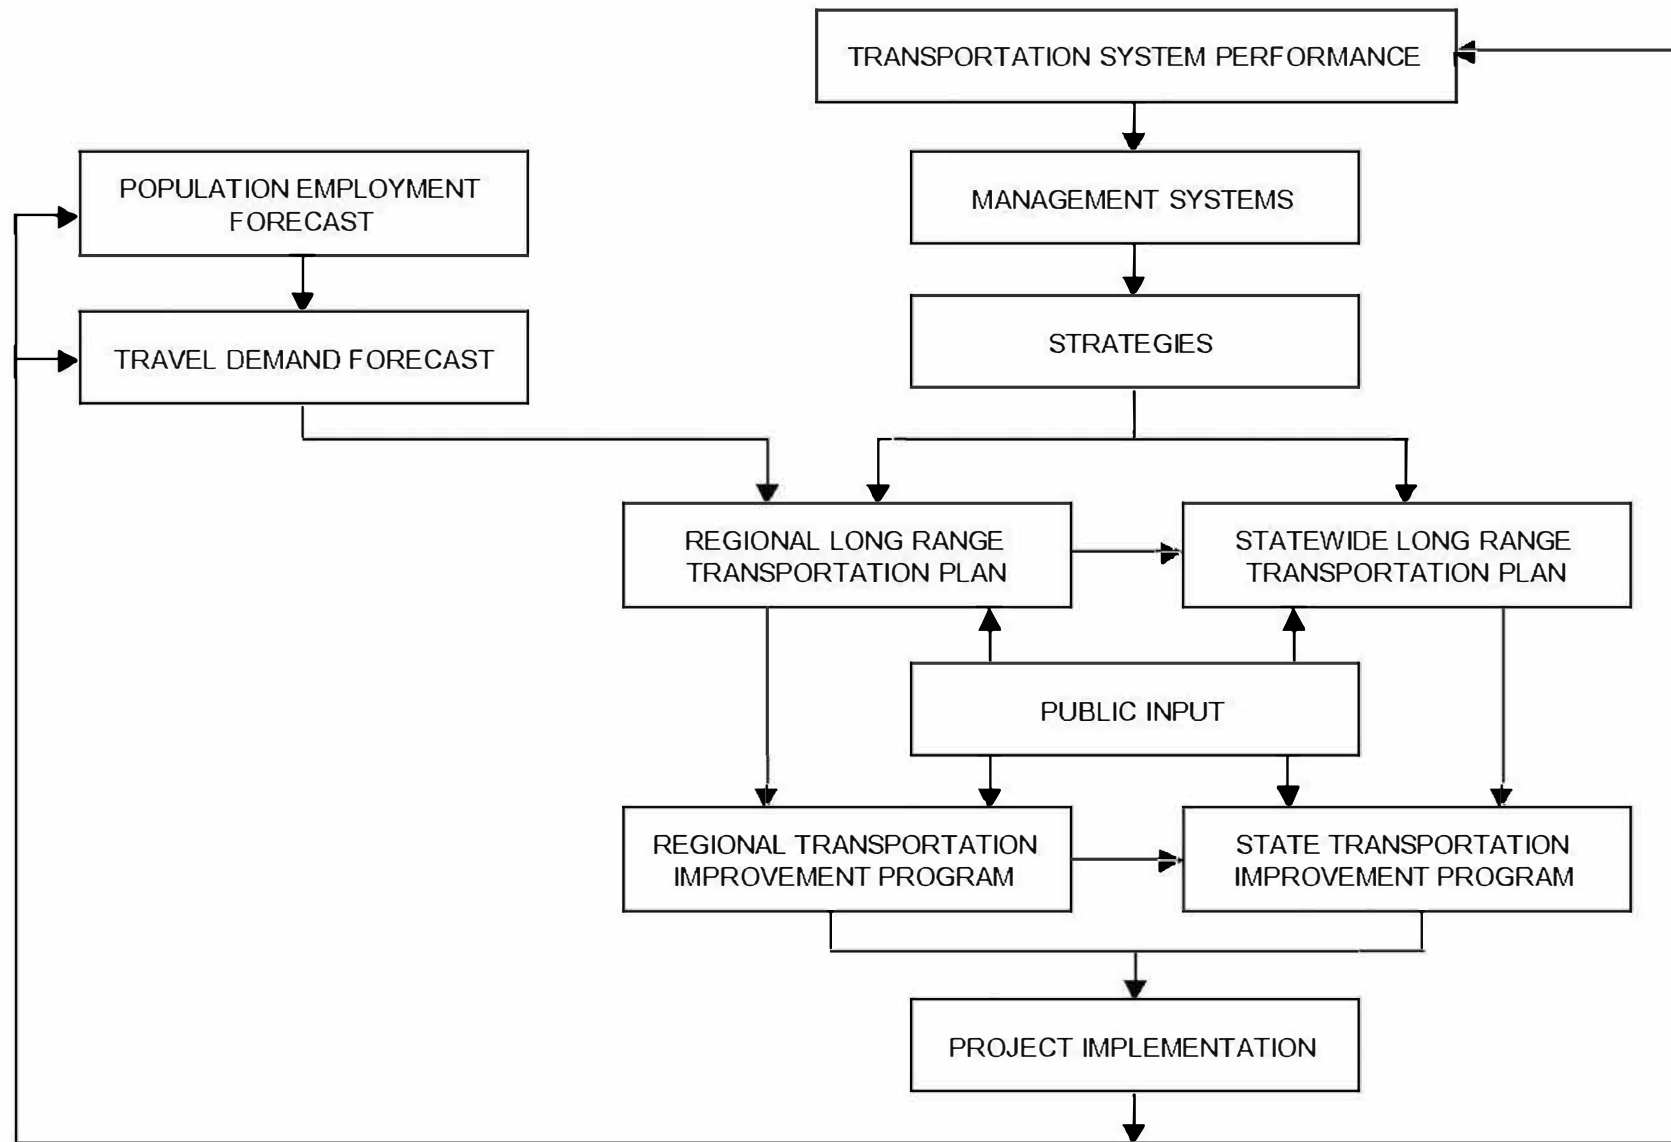 TRANSPORTATION SYSTEM PERFORMANCE
POPULATION EMPLOYMENT
FORECAST
MANAGEMENT SYSTEMS
TRAVEL DEMAND FORECAST
STRATEGIES
REGIONAL LONG RANGE
TRANSPORTATION PLAN
STATEWIDE LONG RANGE
TRANSPORTATION PLAN
PUBLIC INPUT
REGIONAL TRANSPORTATION
IMPROVEMENT PROGRAM
STATE TRANSPORTATION
IMPROVEMENT PROGRAM
PROJECT IMPLEMENTATION